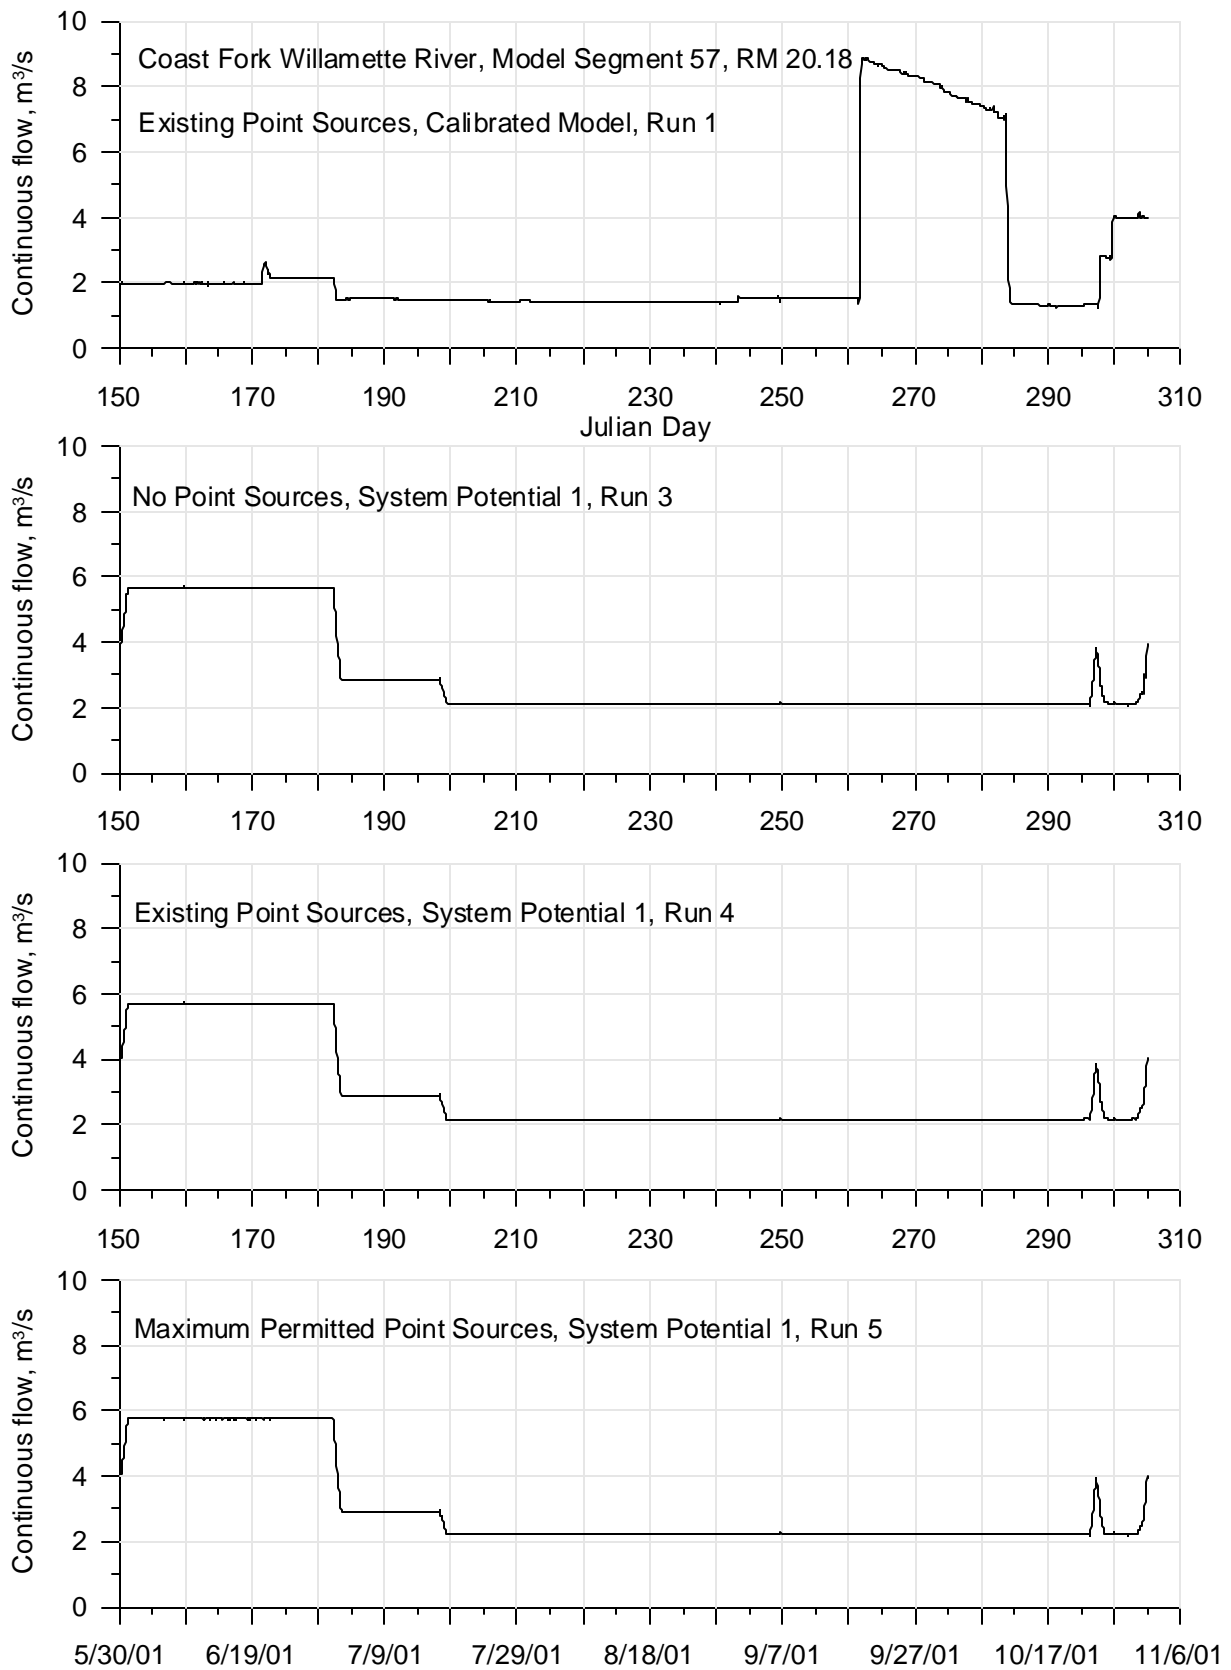 10
Coast Fork Willamette River, Model Segment 57, RM 20.18
8
Existing Point Sources, Calibrated Model, Run 1
6
4
2
0
Continuous flow, m³/s
150 170 190 210 230 250 270 290 310
Julian Day
10
No Point Sources, System Potential 1, Run 3
8
6
4
2
0
Continuous flow, m³/s
150 170 190 210 230 250 270 290 310
10
Existing Point Sources, System Potential 1, Run 4
8
6
4
2
0
Continuous flow, m³/s
150 170 190 210 230 250 270 290 310
10
Maximum Permitted Point Sources, System Potential 1, Run 5
8
6
4
2
0
Continuous flow, m³/s
5/30/01 6/19/01 7/9/01 7/29/01 8/18/01 9/7/01 9/27/01 10/17/01 11/6/01